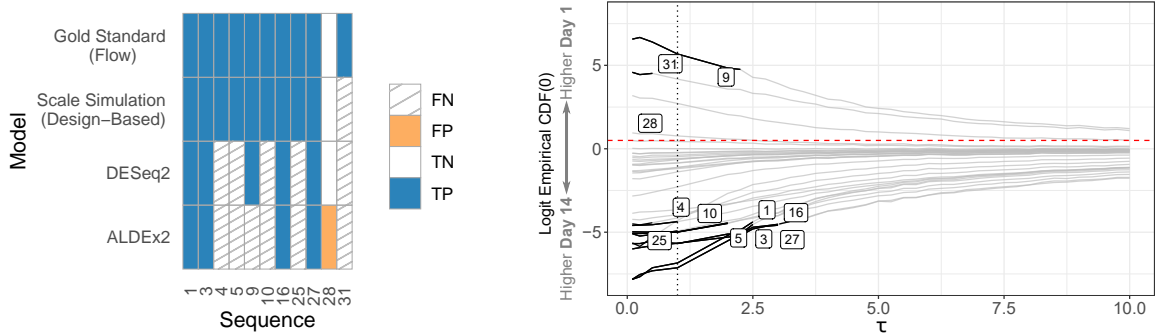 Model
Gold Standard
(Flow)
Scale Simulation
(Design−Based)
DESeq2
ALDEx2
1 3 4 5 9 10 16 25 27 28 31
Sequence
FN
FP
TN
TP
Logit Empirical CDF(0)
Higher Day 14
Higher Day 1
5
0
−5
31
9
28
4
10
1
16
25
5
3
27
0.0 2.5 5.0 7.5 10.0
τ